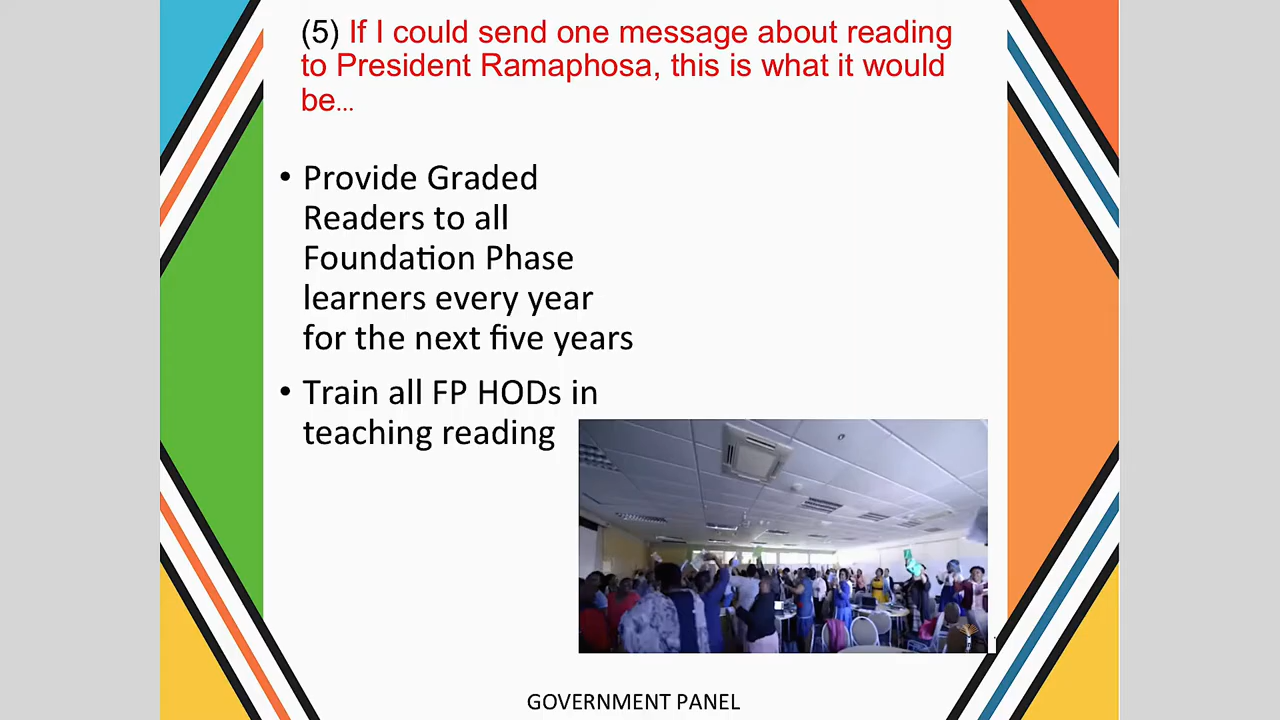 (5) If I could send one message about reading
to President Ramaphosa, this is what it would
be...
• Provide Graded
Readers to all
Foundation Phase
learners every year
for the next five years
• Train all FP HODs in
teaching reading
GOVERNMENT PANEL